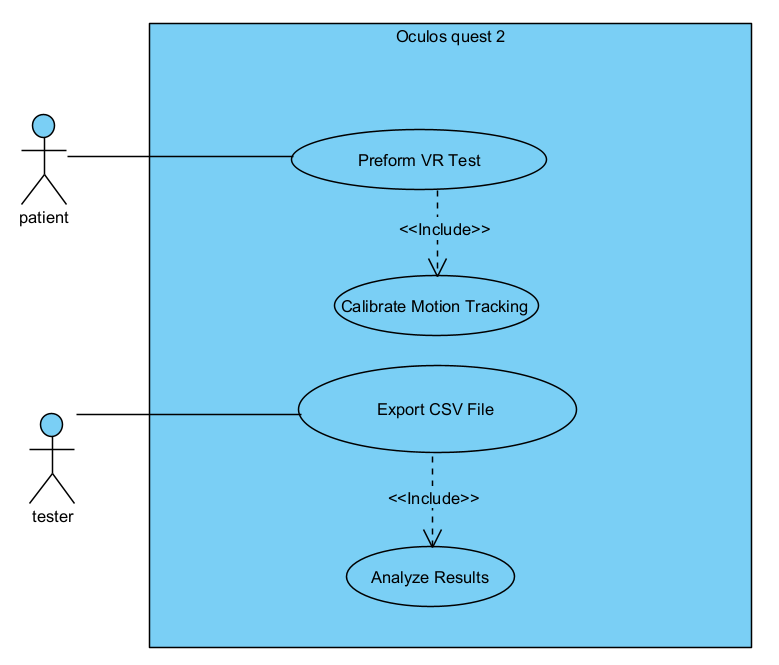 Oculos quest 2
Preform VR Test
patient
<<Include>>
Calibrate Motion Tracking
Export CSV File
<<Include>>
tester
Analyze Results